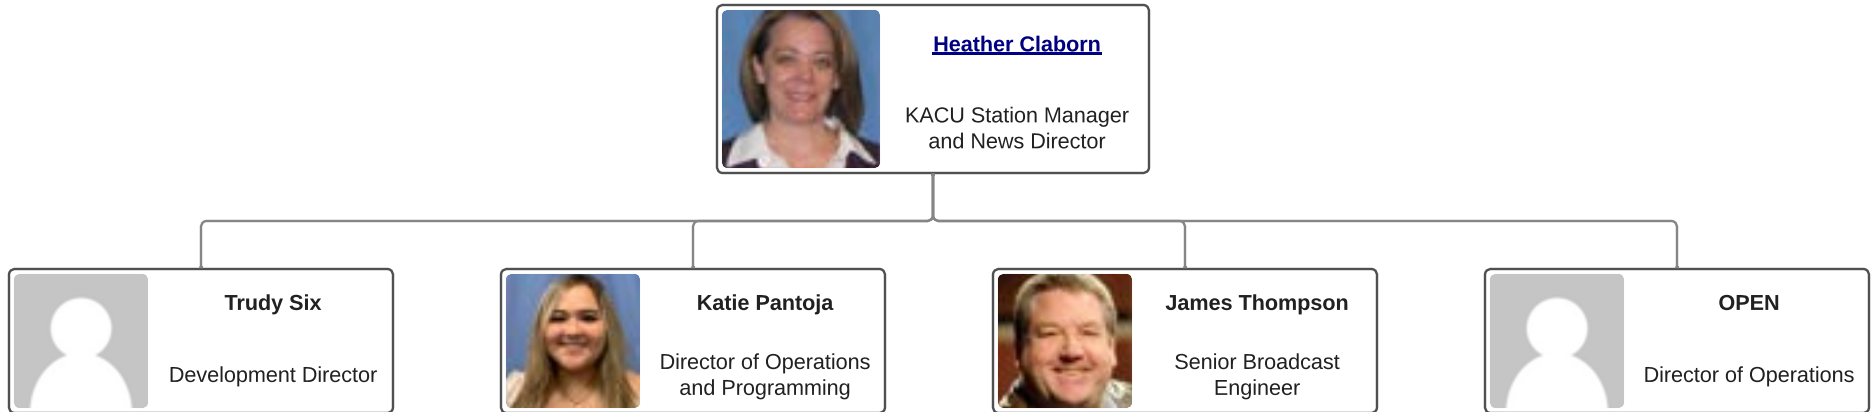 Heather Claborn
KACU Station Manager
and News Director
Trudy Six
Development Director
Katie Pantoja
Director of Operations
and Programming
James Thompson
Senior Broadcast
Engineer
OPEN
Director of Operations